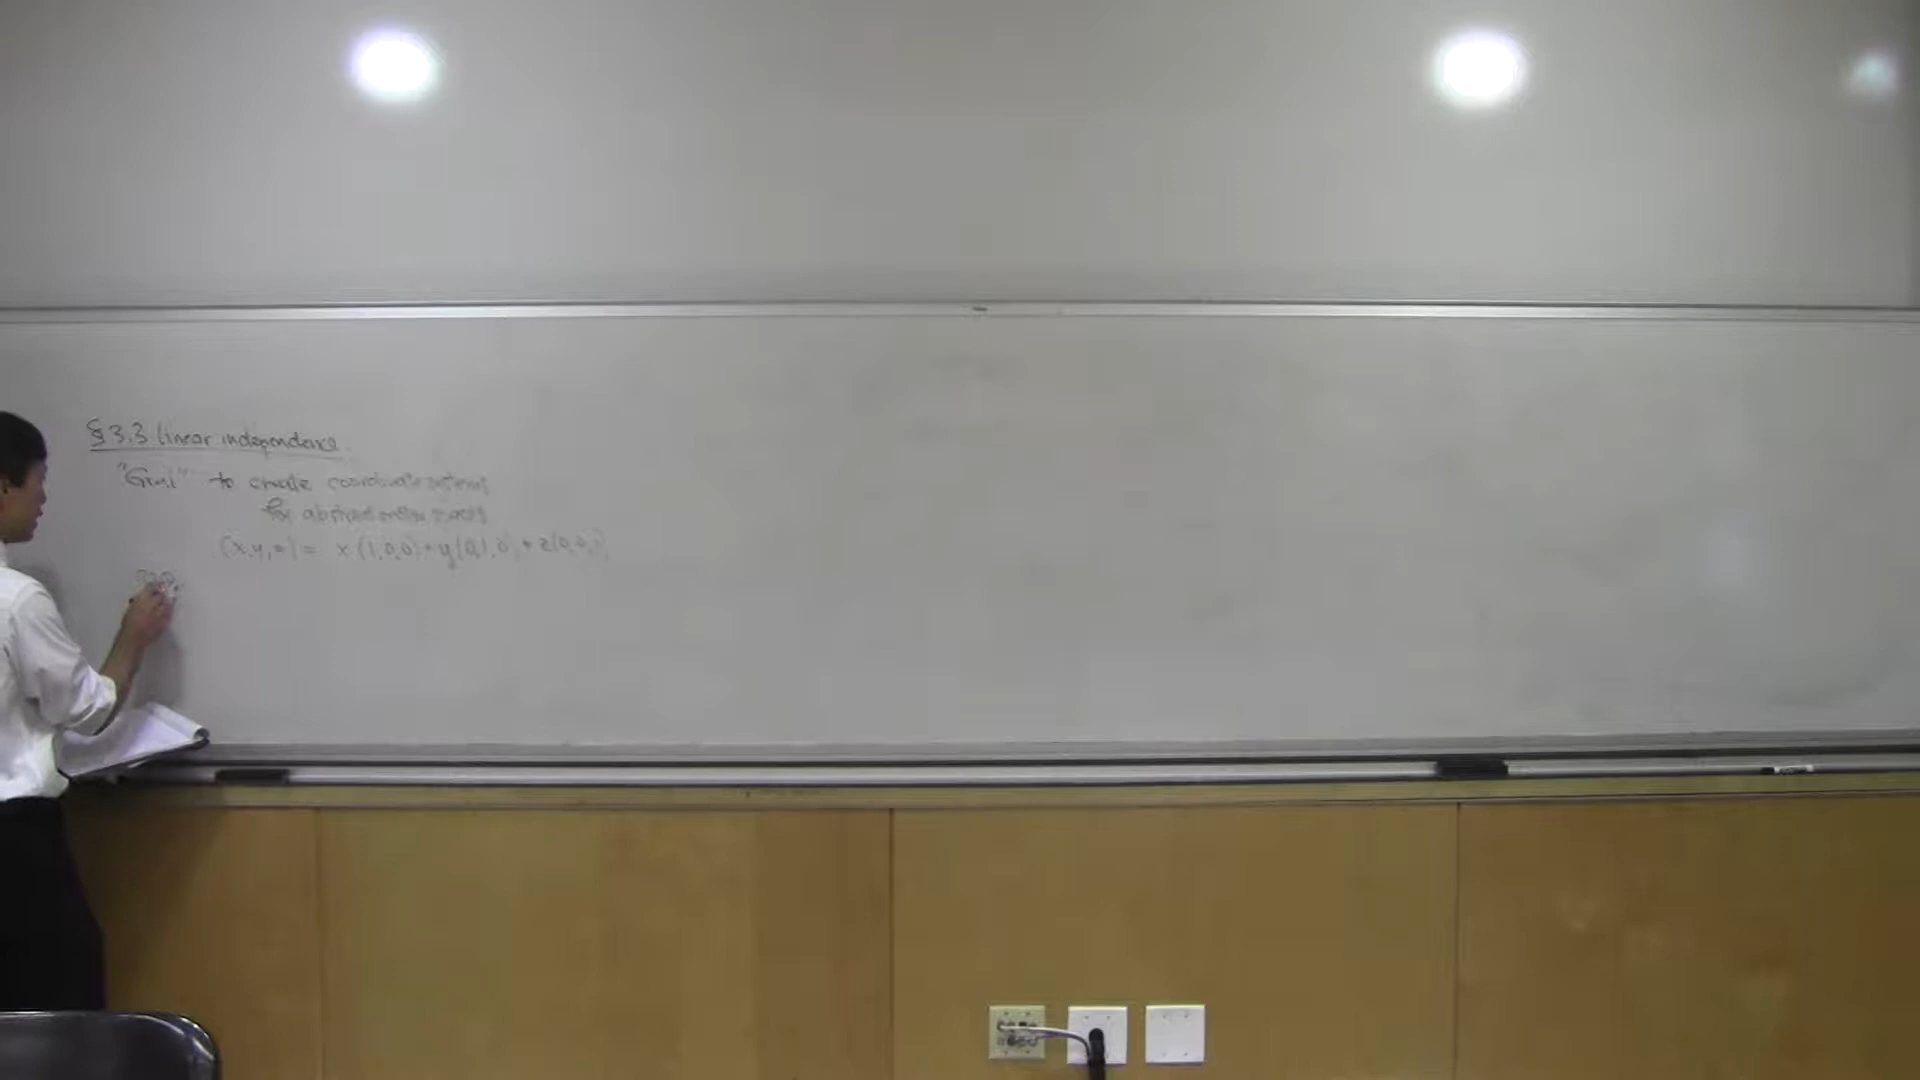 §3.3 linear independence.
"Goal" to create coordinate systems
for abstract vector spaces
(x,y,z) = x(1,0,0)+y(0,1,0)+z(0,0,1)